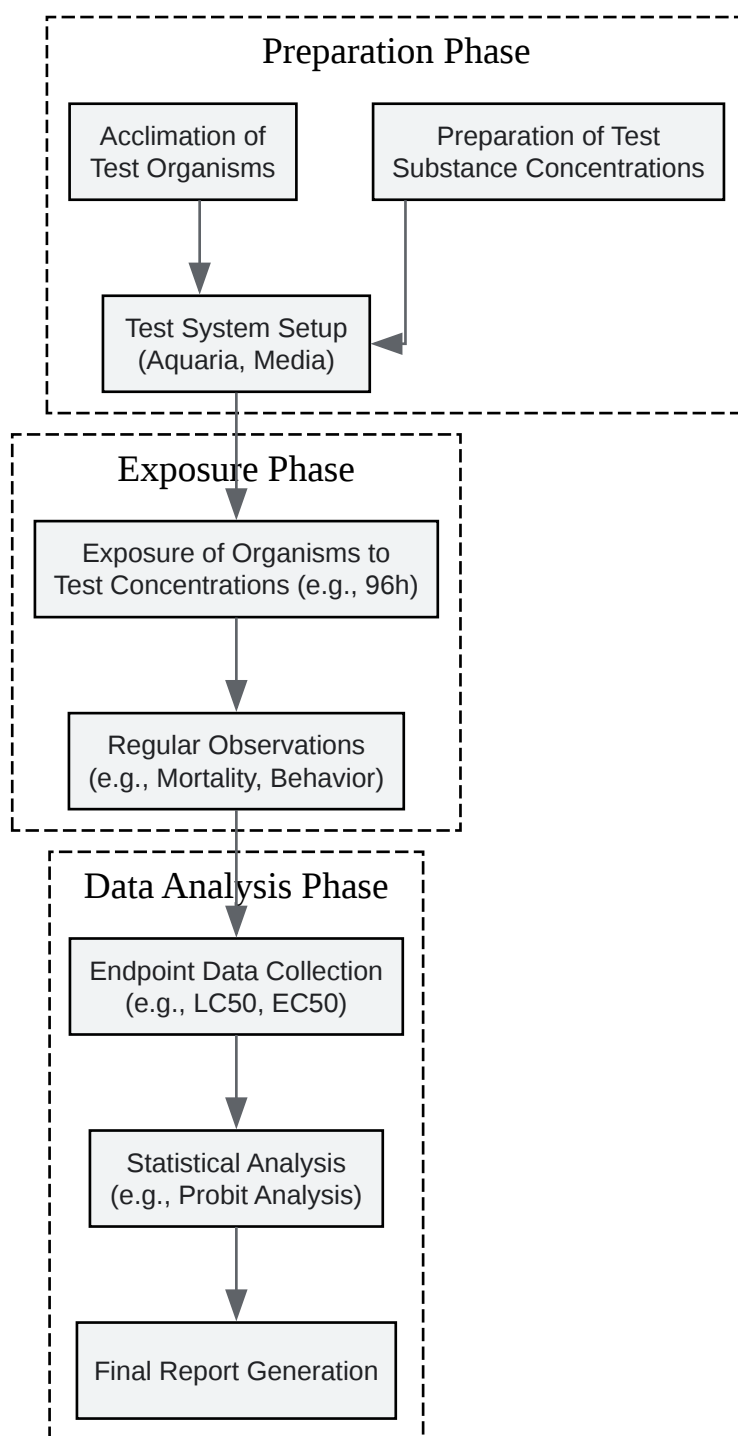 Preparation Phase
Acclimation of
Test Organisms
Preparation of Test
Substance Concentrations
Test System Setup
(Aquaria, Media)
Exposure Phase
Exposure of Organisms to
Test Concentrations (e.g., 96h)
Regular Observations
(e.g., Mortality, Behavior)
Data Analysis Phase
Endpoint Data Collection
(e.g., LC50, EC50)
Statistical Analysis
(e.g., Probit Analysis)
Final Report Generation